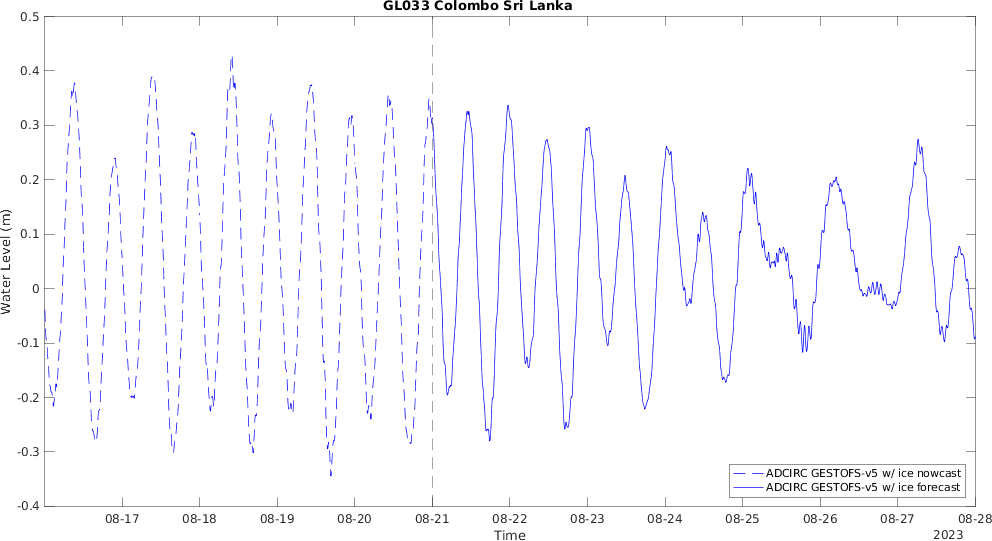 GL033 Colombo Sri Lanka
0.5
0.4
0.3
0.2
0.1
0
-0.1
-0.2
-0.3
-0.4
Water Level (m)
ADCIRC GESTOFS-v5 w/ ice nowcast
ADCIRC GESTOFS-v5 w/ ice forecast
08-17 08-18 08-19 08-20 08-21 08-22 08-23 08-24 08-25 08-26 08-27 08-28
Time
2023